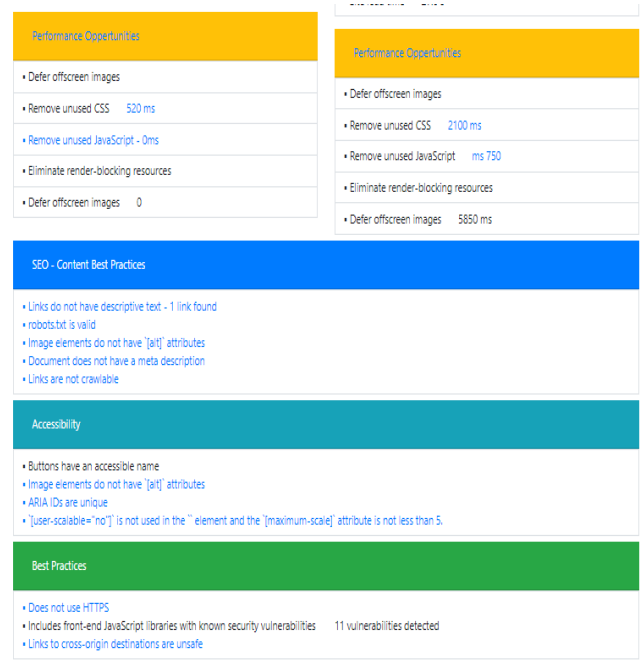 Performance Opportunities
▪ Defer offscreen images
▪ Remove unused CSS 520 ms
▪ Remove unused JavaScript - 0ms
▪ Eliminate render-blocking resources
▪ Defer offscreen images 0
Performance Opportunities
▪ Defer offscreen images
▪ Remove unused CSS 2100 ms
▪ Remove unused JavaScript ms 750
▪ Eliminate render-blocking resources
▪ Defer offscreen images 5850 ms
SEO - Content Best Practices
▪ Links do not have descriptive text - 1 link found
▪ robots.txt is valid
▪ Image elements do not have `[alt]` attributes
▪ Document does not have a meta description
▪ Links are not crawlable
Accessibility
▪ Buttons have an accessible name
▪ Image elements do not have `[alt]` attributes
▪ ARIA IDs are unique
▪ `[user-scalable="no"]` is not used in the `` element and the `[maximum-scale]` attribute is not less than 5.
Best Practices
▪ Does not use HTTPS
▪ Includes front-end JavaScript libraries with known security vulnerabilities 11 vulnerabilities detected
▪ Links to cross-origin destinations are unsafe